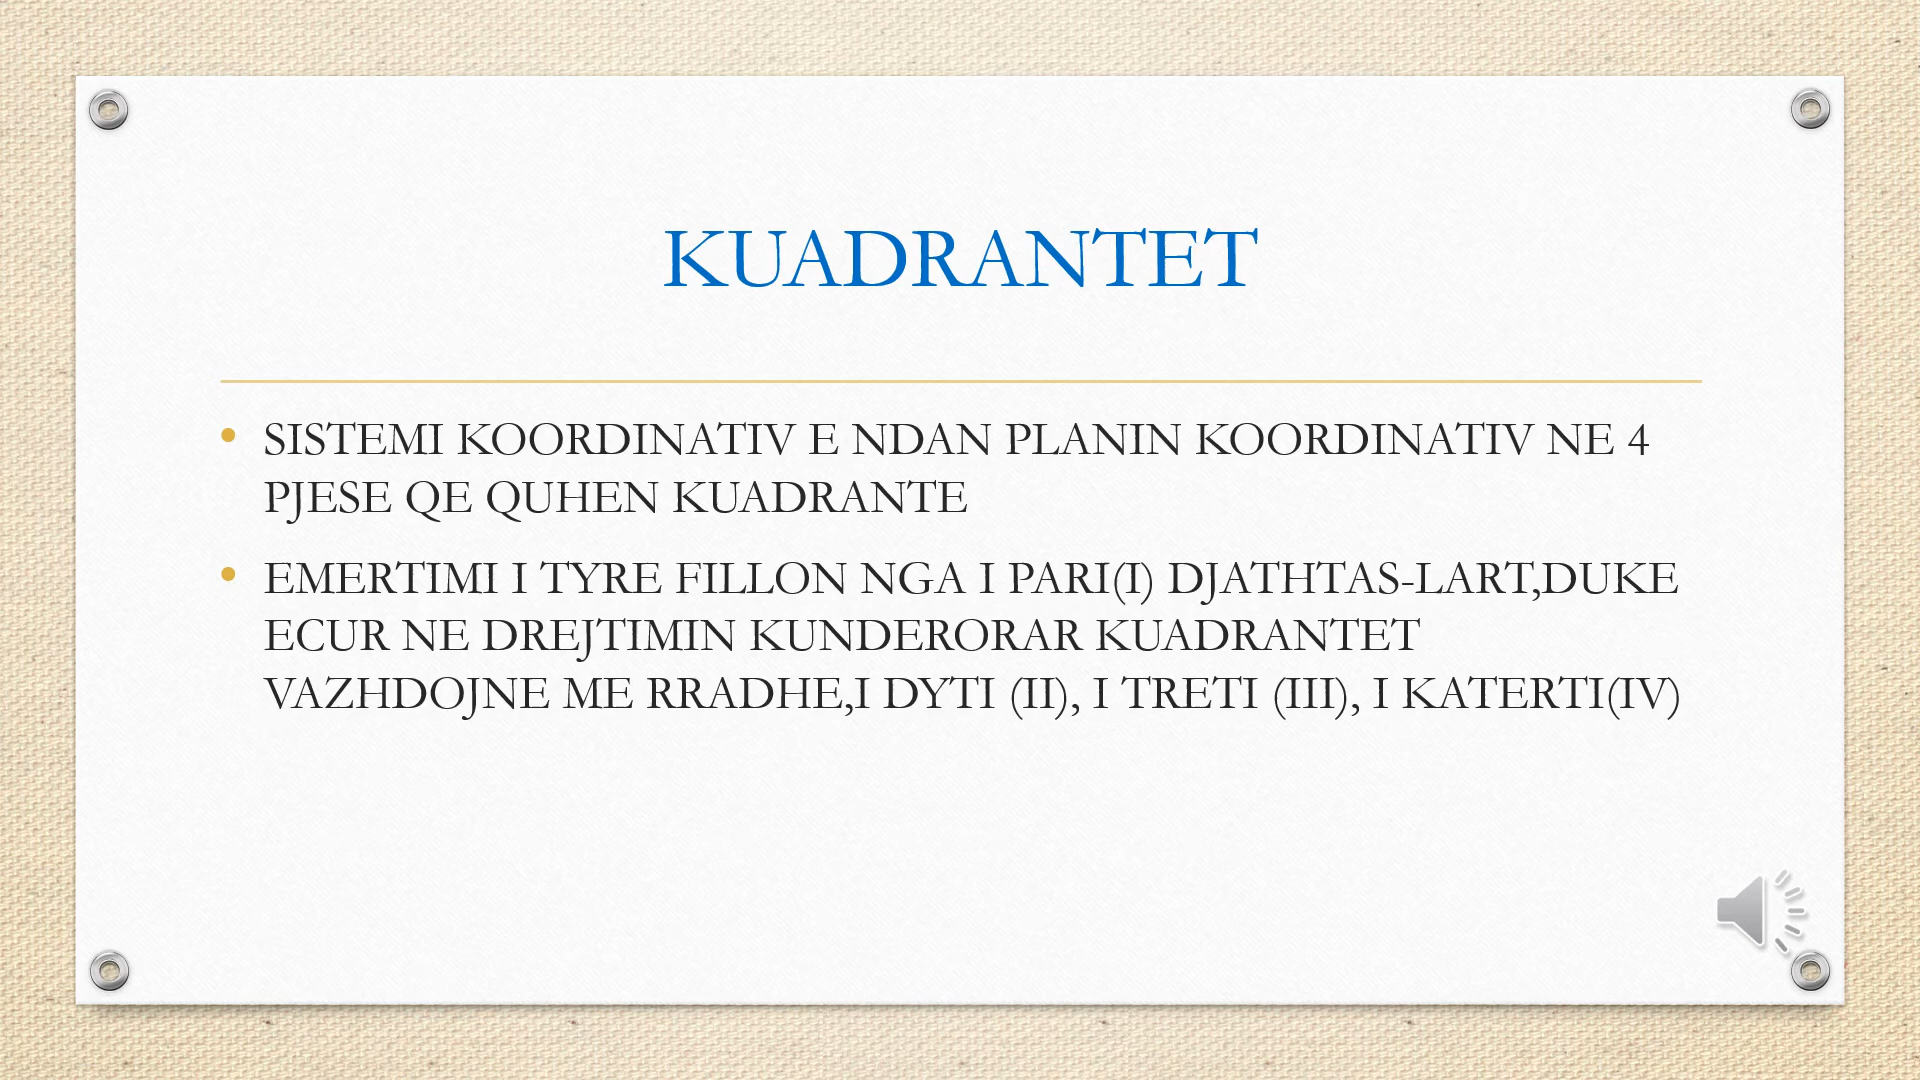 KUADRANTET
• SISTEMI KOORDINATIV E NDAN PLANIN KOORDINATIV NE 4
PJESE QE QUHEN KUADRANTE
• EMERTIMI I TYRE FILLON NGA I PARI(I) DJATHTAS-LART,DUKE
ECUR NE DREJTIMIN KUNDERORAR KUADRANTET
VAZHDOJNE ME RRADHE,I DYTI (II), I TRETI (III), I KATERTI(IV)